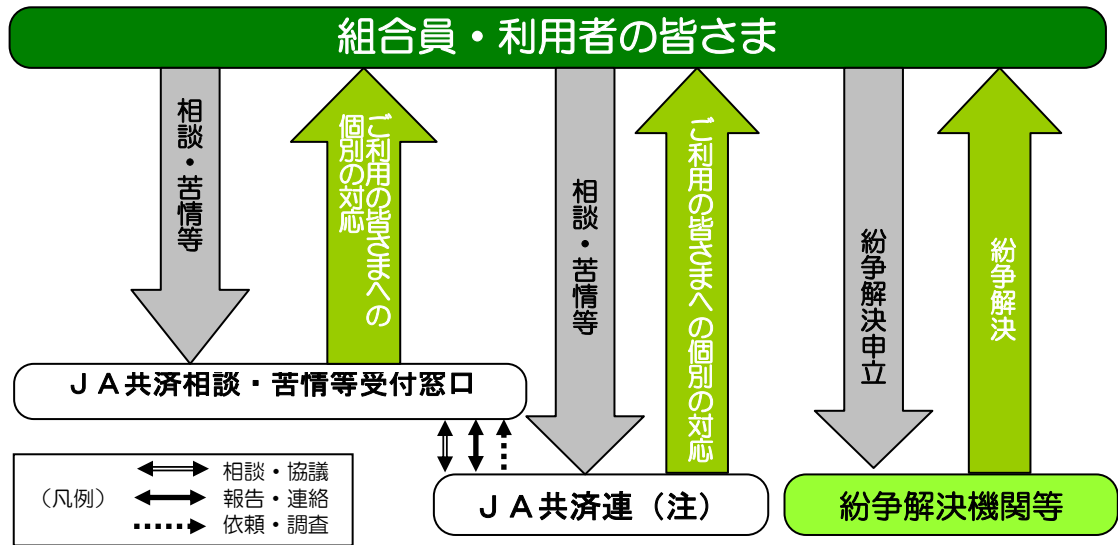 組合員・利用者の皆さま
相談・苦情等
ご利用の皆さまへの
個別の対応
相談・苦情等
ご利用の皆さまへの個別の対応
紛争解決申立
紛争解決
ＪＡ共済相談・苦情等受付窓口
ＪＡ共済連（注）
紛争解決機関等
（凡例）
相談・協議
報告・連絡
依頼・調査